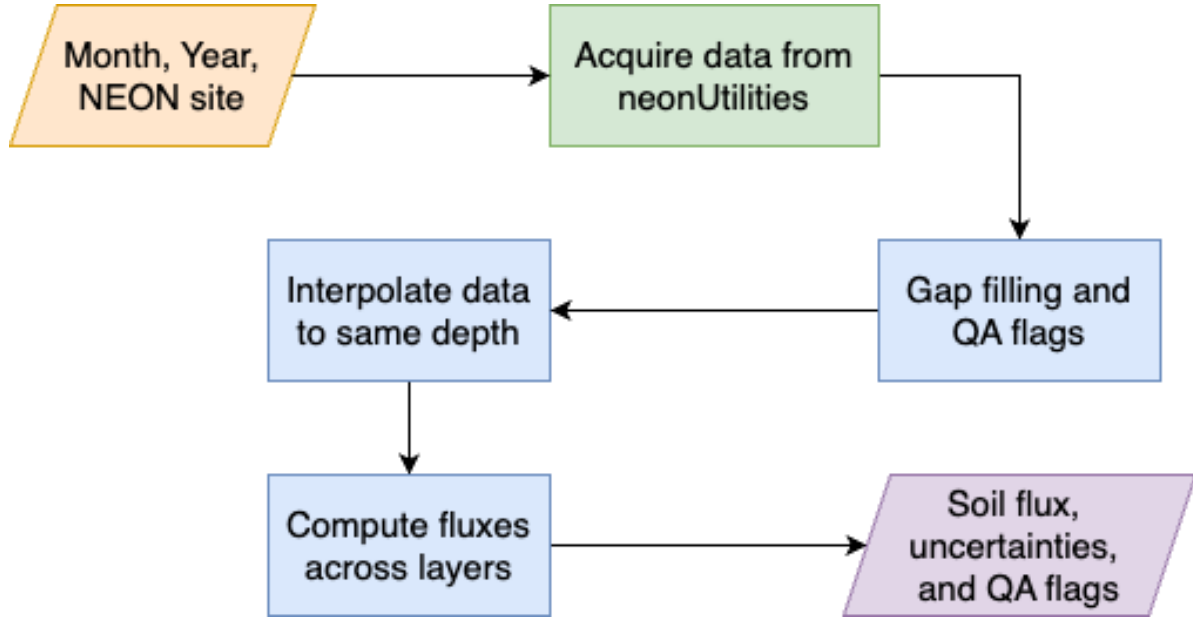 Month, Year,
NEON site
Acquire data from
neonUtilities
Gap filling and
QA flags
Interpolate data
to same depth
Compute fluxes
across layers
Soil flux,
uncertainties,
and QA flags